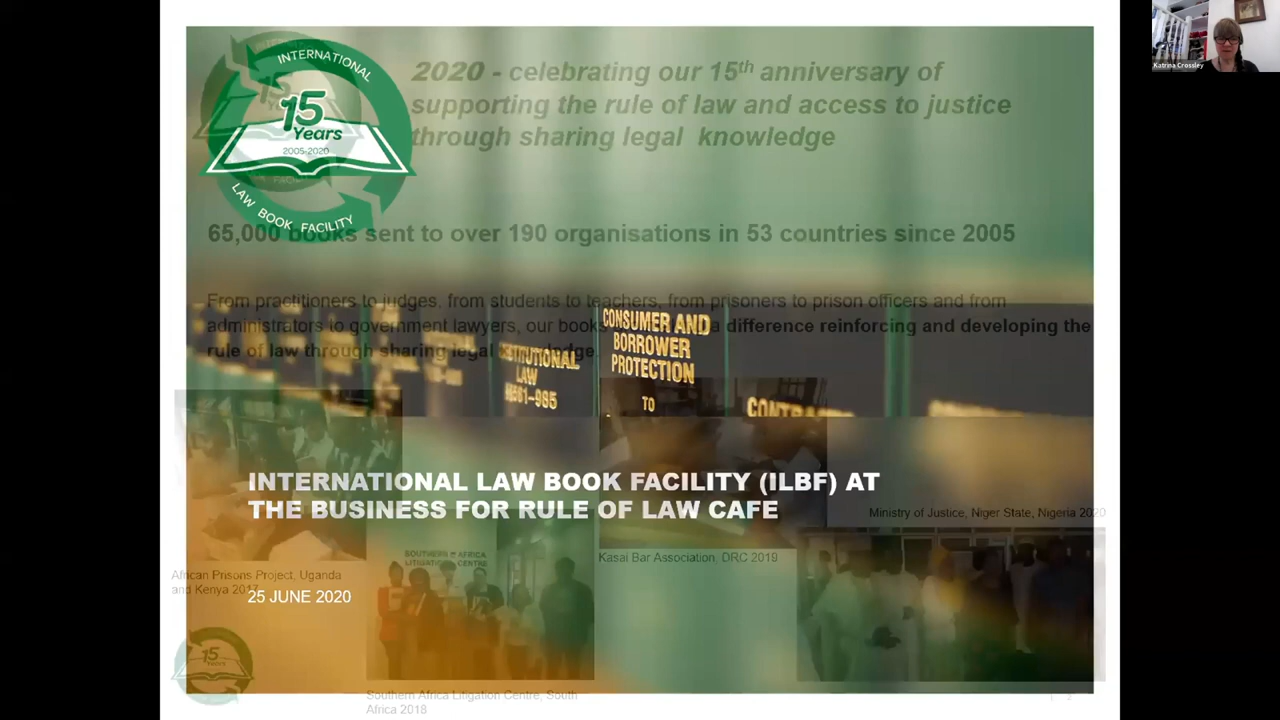 Katrina Crossley
INTERNATIONAL
15
Years
2005-2020
LAW BOOK FACILITY
2020 - celebrating our 15th anniversary of
supporting the rule of law and access to justice
through sharing legal knowledge
65,000 books sent to over 190 organisations in 53 countries since 2005
From practitioners to judges, from students to teachers, from prisoners to prison officers and from
administrators to government lawyers, our books a difference reinforcing and developing the
rule of law through sharing legal
CONSUMER AND
BORROWER
PROTECTION
TO
LAW
INTERNATIONAL LAW BOOK FACILITY (ILBF) AT
THE BUSINESS FOR RULE OF LAW CAFE
25 JUNE 2020
Ministry of Justice, Niger State, Nigeria 2020
Kasai Bar Association, DRC 2019
African Prisons Project, Uganda
and Kenya 2017
SOUTHERN AFRICA
LITIGATION CENTRE
15
Southern Africa Litigation Centre, South
Africa 2018